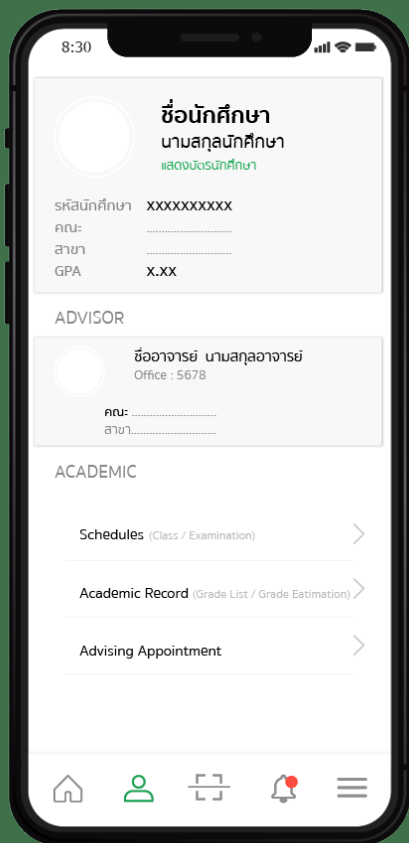 8:30
ชื่อนักศึกษา
นามสกุลนักศึกษา
แสดงบัตรนักศึกษา
รหัสนักศึกษา XXXXXXXXXX
คณะ ..............................
สาขา ..............................
GPA X.XX
ADVISOR
ชื่ออาจารย์ นามสกุลอาจารย์
Office : 5678
คณะ ..............................
สาขา..............................
ACADEMIC
Schedules (Class / Examination)
Academic Record (Grade List / Grade Eatimation)
Advising Appointment